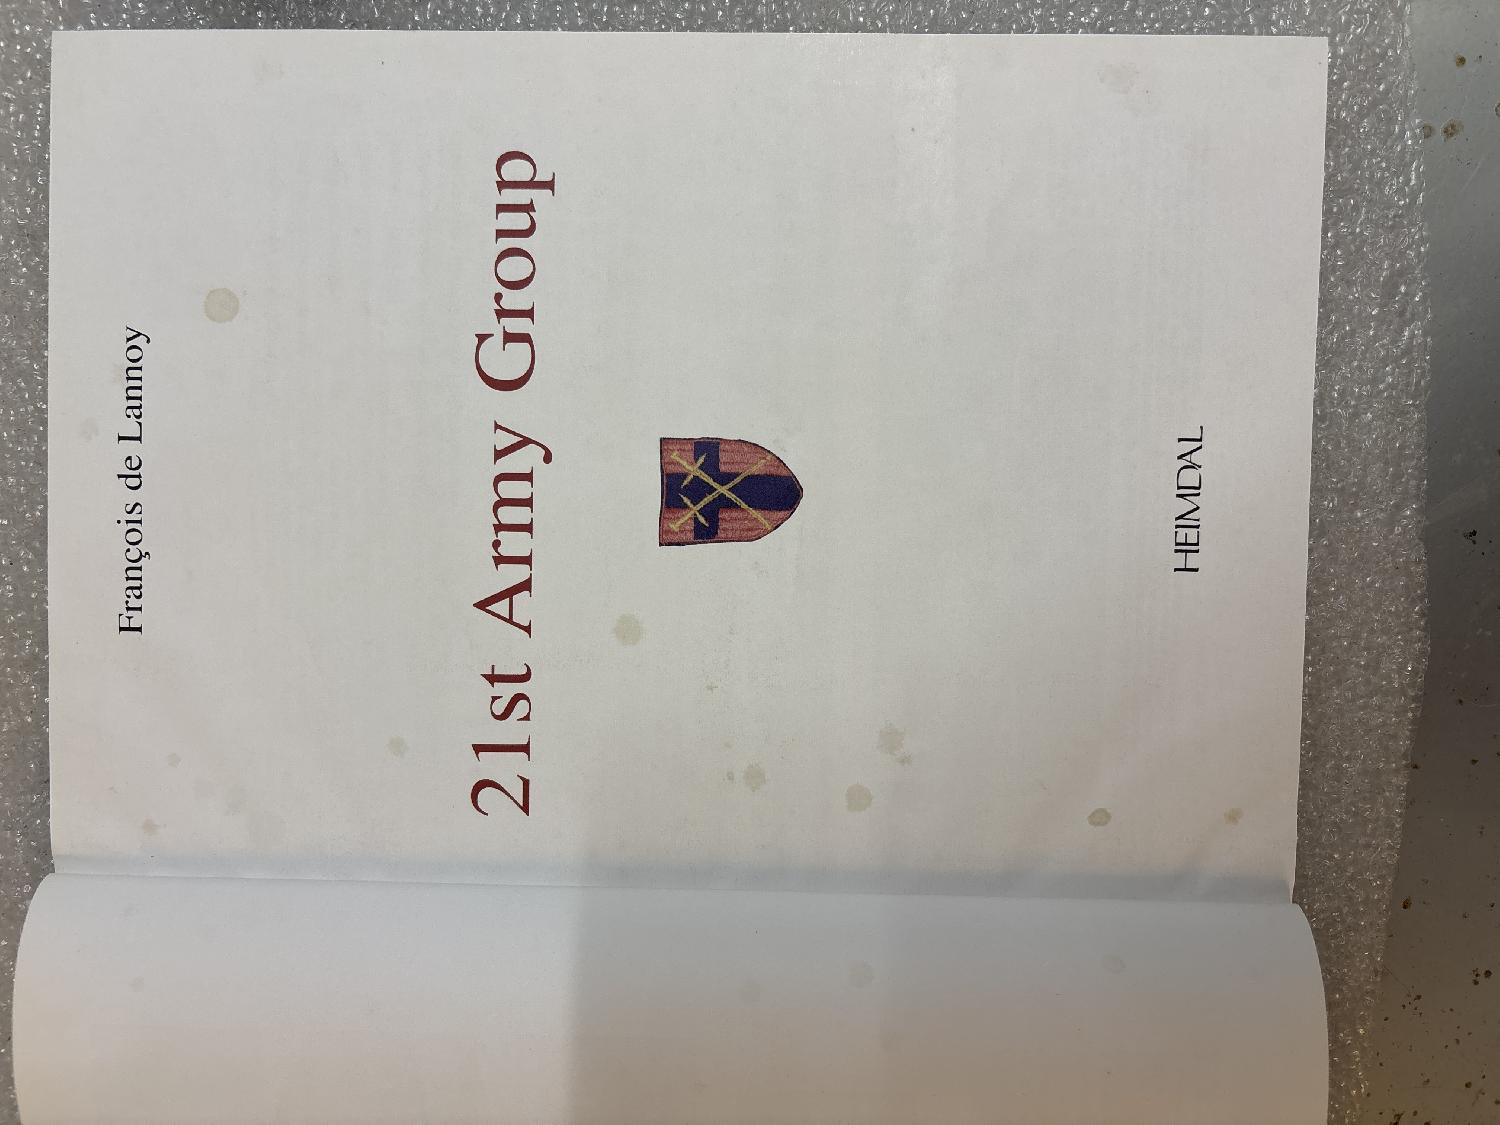 François de Lannoy
21st Army Group
HEIMDAL